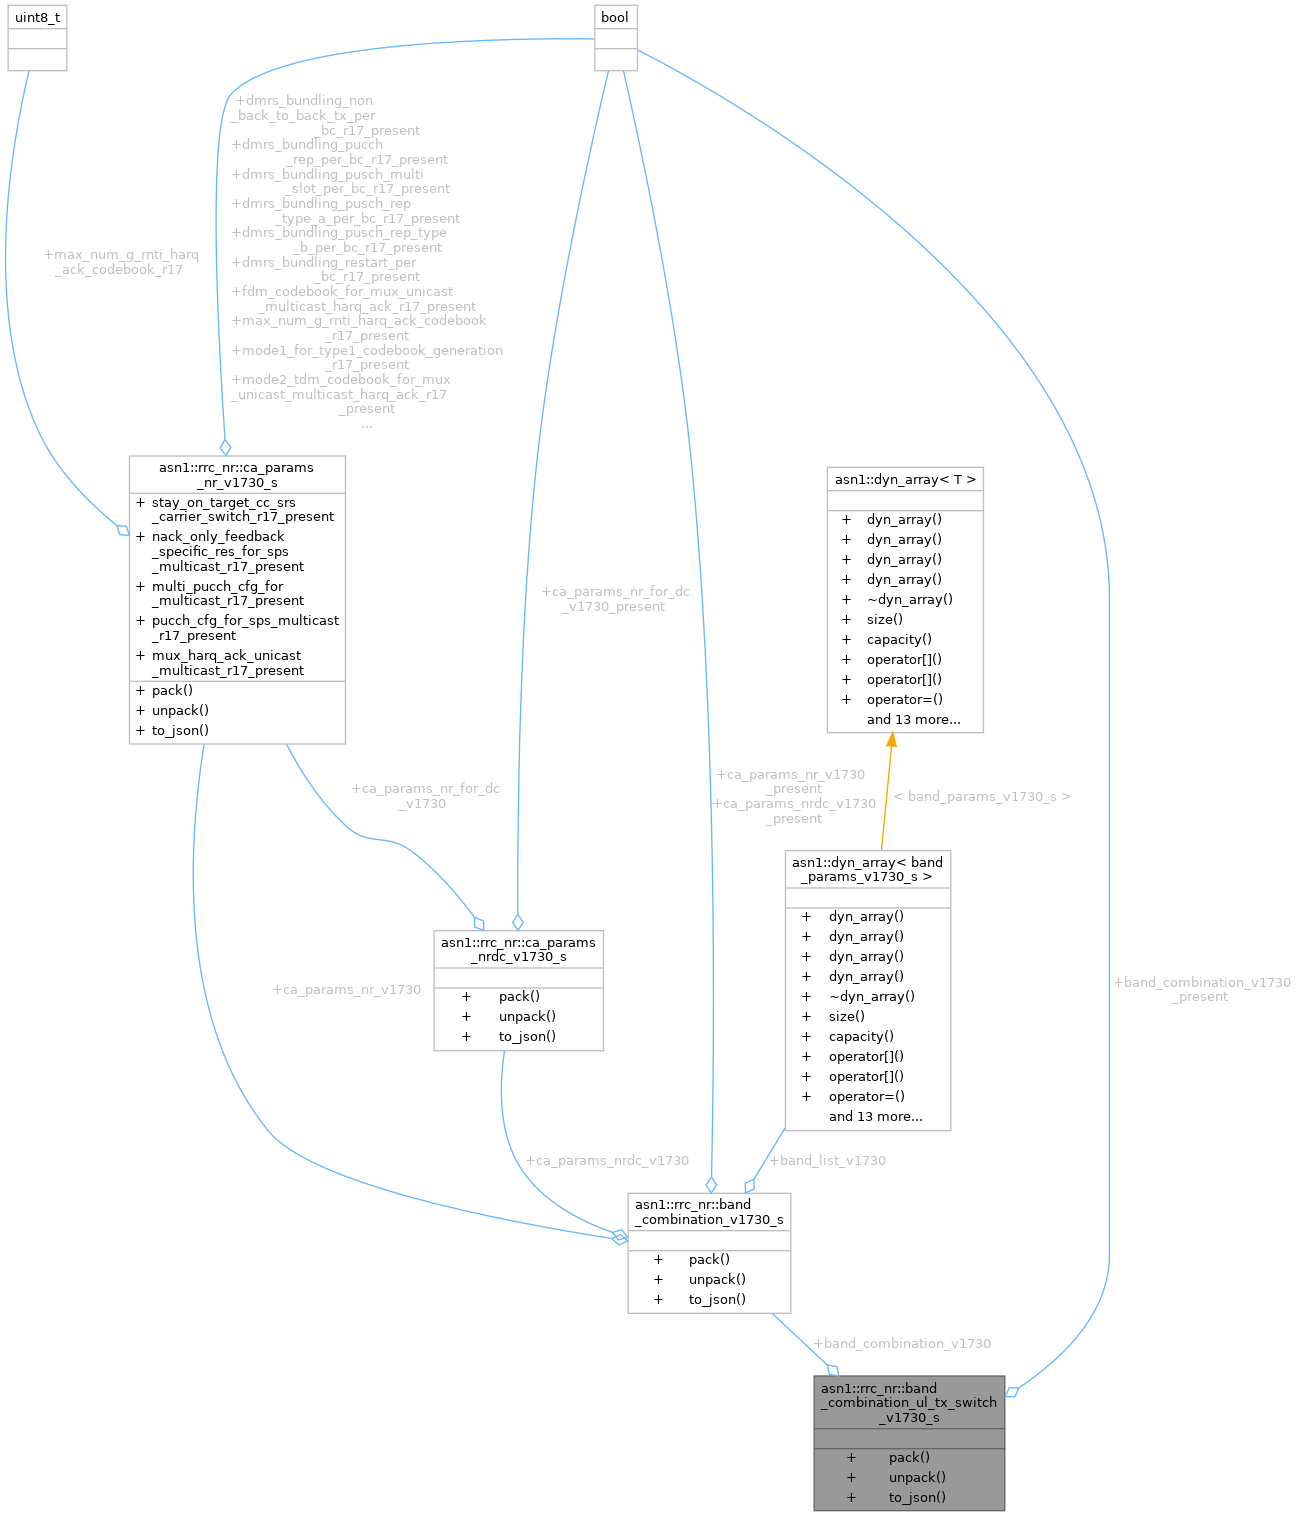 uint8_t
bool
+dmrs_bundling_non
_back_to_back_tx_per
_bc_r17_present
+dmrs_bundling_pucch
_rep_per_bc_r17_present
+dmrs_bundling_pusch_multi
_slot_per_bc_r17_present
+dmrs_bundling_pusch_rep
_type_a_per_bc_r17_present
+dmrs_bundling_pusch_rep_type
_b_per_bc_r17_present
+dmrs_bundling_restart_per
_bc_r17_present
+fdm_codebook_for_mux_unicast
_multicast_harq_ack_r17_present
+max_num_g_rnti_harq_ack_codebook
_r17_present
+mode1_for_type1_codebook_generation
_r17_present
+mode2_tdm_codebook_for_mux
_unicast_multicast_harq_ack_r17
_present
...
+max_num_g_rnti_harq
_ack_codebook_r17
asn1::rrc_nr::ca_params
_nr_v1730_s
+ stay_on_target_cc_srs
_carrier_switch_r17_present
+ nack_only_feedback
_specific_res_for_sps
_multicast_r17_present
+ multi_pucch_cfg_for
_multicast_r17_present
+ pucch_cfg_for_sps_multicast
_r17_present
+ mux_harq_ack_unicast
_multicast_r17_present
+ pack()
+ unpack()
+ to_json()
asn1::dyn_array< T >
+ dyn_array()
+ dyn_array()
+ dyn_array()
+ dyn_array()
+ ~dyn_array()
+ size()
+ capacity()
+ operator[]()
+ operator[]()
+ operator=()
and 13 more...
+ca_params_nr_for_dc
_v1730_present
+ca_params_nr_for_dc
_v1730
+ca_params_nr_v1730
_present
+ca_params_nrdc_v1730
_present
< band_params_v1730_s >
asn1::dyn_array< band
_params_v1730_s >
+ dyn_array()
+ dyn_array()
+ dyn_array()
+ dyn_array()
+ ~dyn_array()
+ size()
+ capacity()
+ operator[]()
+ operator[]()
+ operator=()
and 13 more...
asn1::rrc_nr::ca_params
_nrdc_v1730_s
+ pack()
+ unpack()
+ to_json()
+ca_params_nr_v1730
+band_combination_v1730
_present
+ca_params_nrdc_v1730
+band_list_v1730
asn1::rrc_nr::band
_combination_v1730_s
+ pack()
+ unpack()
+ to_json()
+band_combination_v1730
asn1::rrc_nr::band
_combination_ul_tx_switch
_v1730_s
+ pack()
+ unpack()
+ to_json()